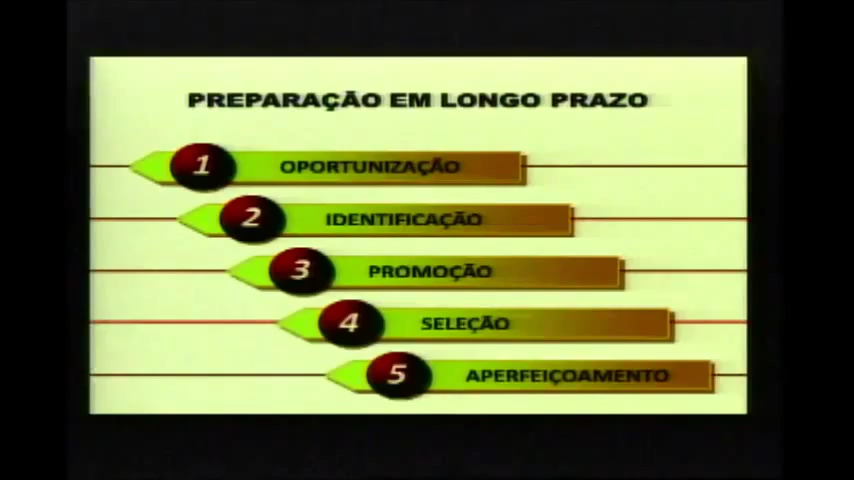 PREPARAÇÃO EM LONGO PRAZO
1 OPORTUNIZAÇÃO
2 IDENTIFICAÇÃO
3 PROMOÇÃO
4 SELEÇÃO
5 APERFEIÇOAMENTO